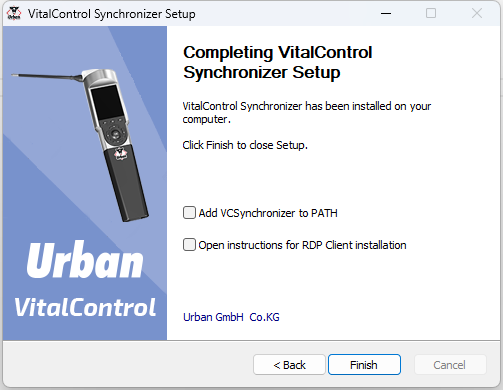 VitalControl Synchronizer Setup
Completing VitalControl
Synchronizer Setup
VitalControl Synchronizer has been installed on your
computer.
Click Finish to close Setup.
Add VCSynchronizer to PATH
Open instructions for RDP Client installation
Urban
VitalControl
Urban GmbH  Co.KG
< Back
Finish
Cancel